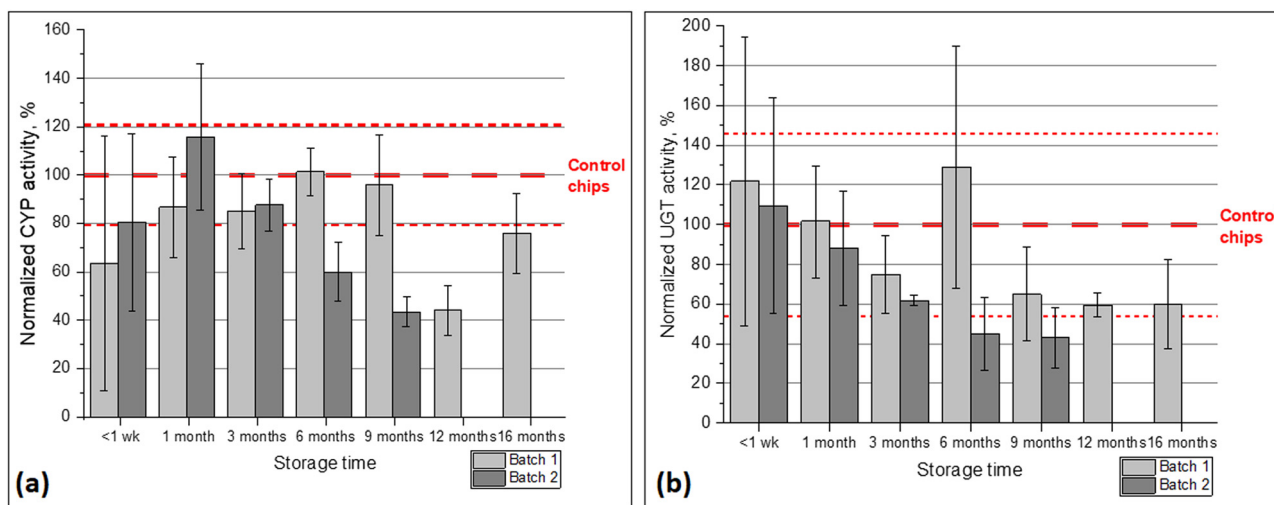 160
140
120
100
80
60
40
20
0
Normalized CYP activity, %
Control
chips
<1 wk 1 month 3 months 6 months 9 months 12 months 16 months
Storage time
Batch 1
Batch 2
(a)
200
180
160
140
120
100
80
60
40
20
0
Normalized UGT activity, %
Contro
chips
<1 wk 1 month 3 months 6 months 9 months 12 months 16 months
Storage time
Batch 1
Batch 2
(b)